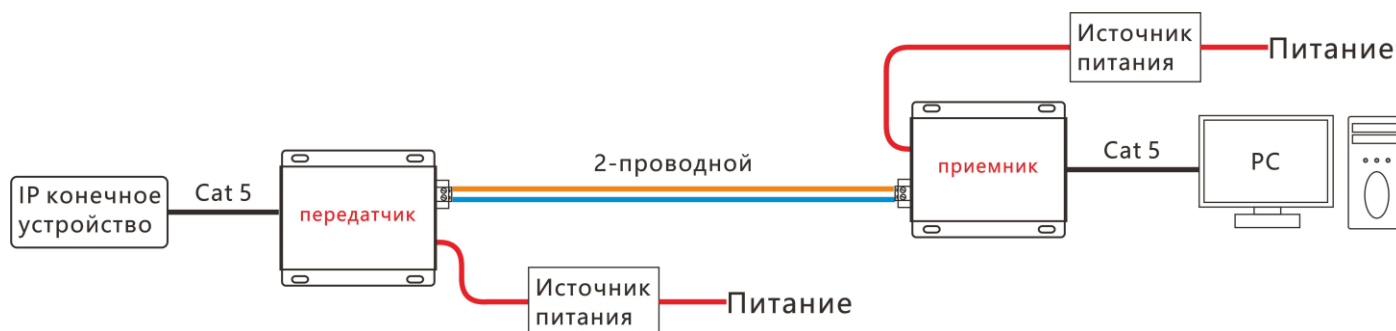 Источник
питания
Питание
2-проводной
Cat 5
PC
приемник
IP конечное
устройство
Cat 5
передатчик
Источник
питания
Питание